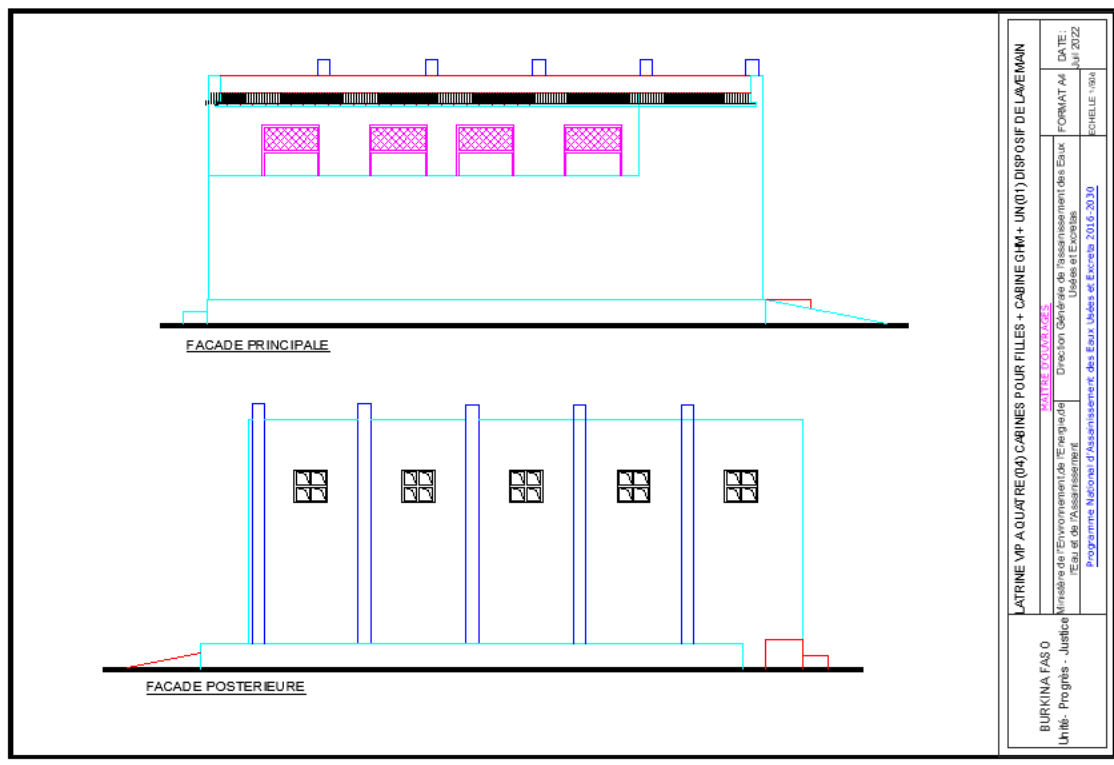 FACADE PRINCIPALE
FACADE POSTERIEURE
LATRINE VIP A QUATRE(04) CABINES POUR FILLES + CABINE GHM + UN(01) DISPOSIF DE LAVEMAIN
MAITRE D'OUVRAGES
Ministère de l'Environnement,de l'Energie,de
l'Eau et de l'Assainissement
Direction Générale de l'assainissement des Eaux
Usées et Excretas
FORMAT A4
DATE:
Jul 2022
Programme National d'Assainissement des Eaux Usées et Excreta 2016-2030
ECHELLE
BURKINA FASO
Unité- Progrès - Justice